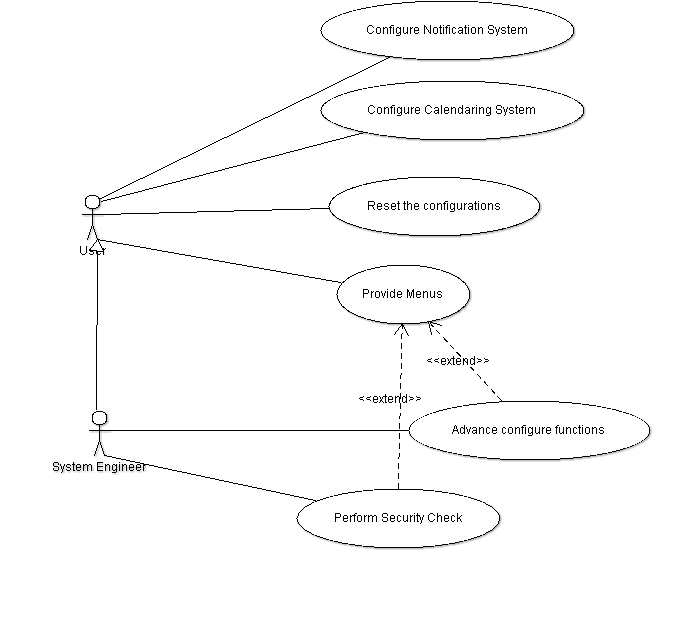 Configure Notification System
Configure Calendaring System
Reset the configurations
User
Provide Menus
<<extend>>
<<extend>>
Advance configure functions
System Engineer
Perform Security Check